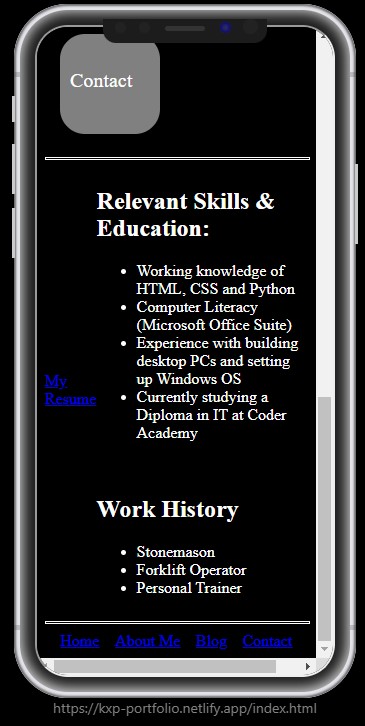 Contact
Relevant Skills &
Education:
Working knowledge of
HTML, CSS and Python
Computer Literacy
(Microsoft Office Suite)
Experience with building
desktop PCs and setting
up Windows OS
My
Resume
Currently studying a
Diploma in IT at Coder
Academy
Work History
Stonemason
Forklift Operator
Personal Trainer
Home About Me Blog Contact
https://kxp-portfolio.netlify.app/index.html